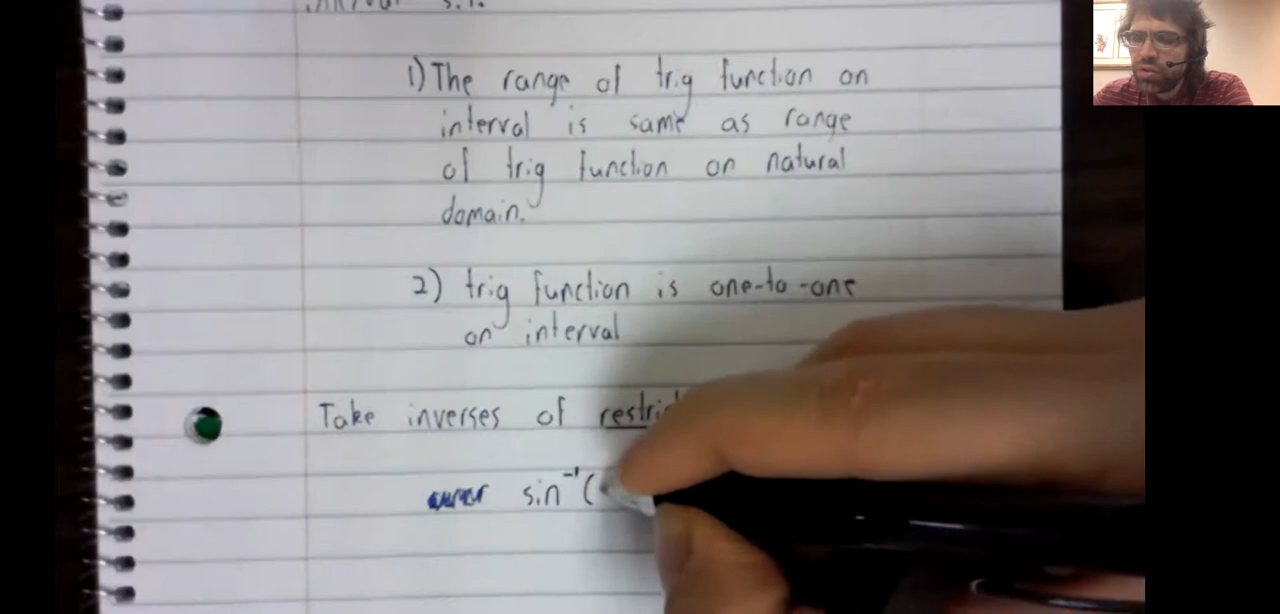 1) The range of trig function on
interval is same as range
of trig function on natural
domain.
2) trig function is one-to-one
on interval
Take inverses of
sin⁻¹(